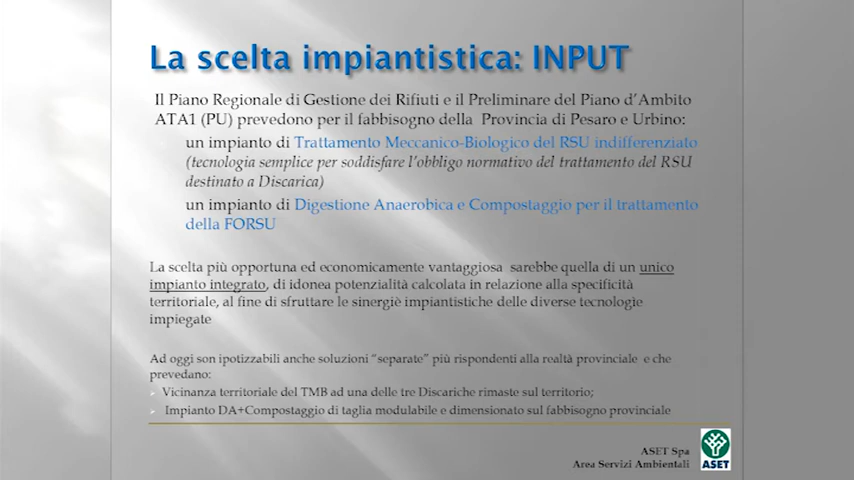 La scelta impiantistica: INPUT
Il Piano Regionale di Gestione dei Rifiuti e il Preliminare del Piano d'Ambito
ATA1 (PU) prevedono per il fabbisogno della Provincia di Pesaro e Urbino:
un impianto di Trattamento Meccanico-Biologico del RSU indifferenziato
(tecnologia semplice per soddisfare l'obbligo normativo del trattamento del RSU
destinato a Discarica)
un impianto di Digestione Anaerobica e Compostaggio per il trattamento
della FORSU
La scelta più opportuna ed economicamente vantaggiosa sarebbe quella di un unico
impianto integrato, di idonea potenzialità calcolata in relazione alla specificità
territoriale, al fine di sfruttare le sinergie impiantistiche delle diverse tecnologie
impiegate
Ad oggi son ipotizzabili anche soluzioni "separate" più rispondenti alla realtà provinciale e che
prevedano:
Vicinanza territoriale del TMB ad una delle tre Discariche rimaste sul territorio;
Impianto DA+Compostaggio di taglia modulabile e dimensionato sul fabbisogno provinciale
ASET Spa
Area Servizi Ambientali
ASET